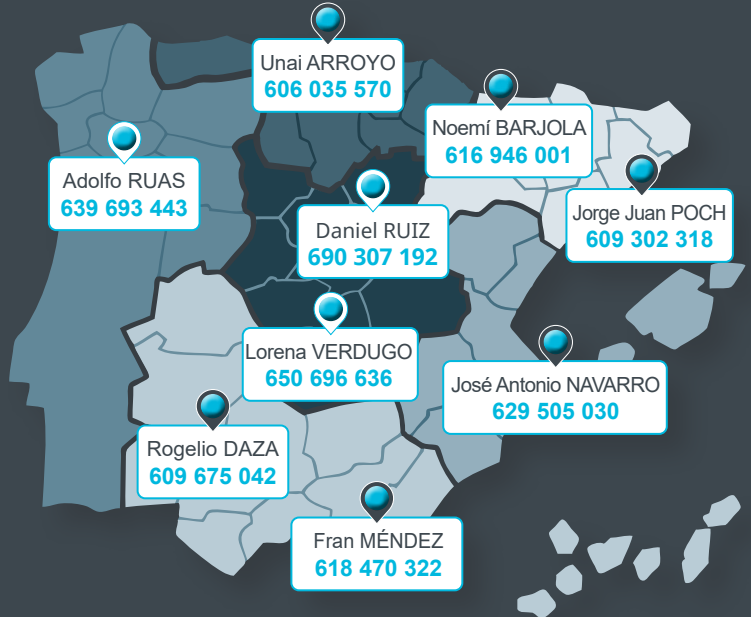 Unai ARROYO
606 035 570
Noemí BARJOLA
616 946 001
Adolfo RUAS
639 693 443
Jorge Juan POCH
609 302 318
Daniel RUIZ
690 307 192
Lorena VERDUGO
650 696 636
José Antonio NAVARRO
629 505 030
Rogelio DAZA
609 675 042
Fran MÉNDEZ
618 470 322